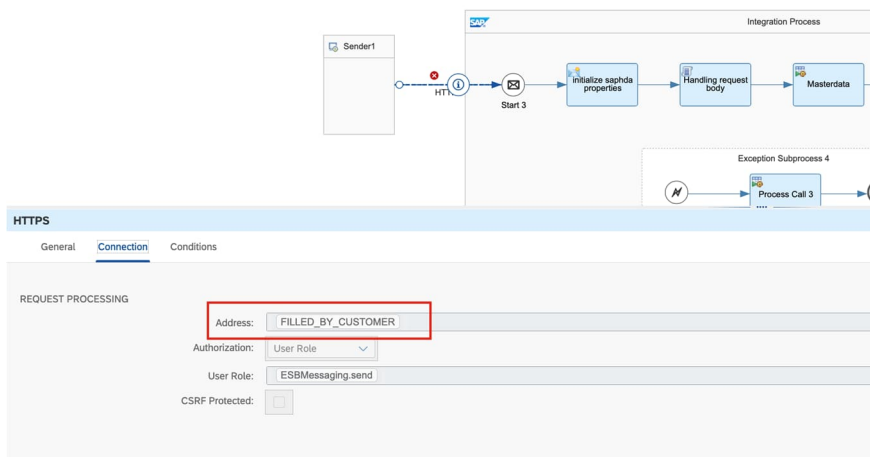 SAP
Integration Process
Sender1
Start 3
initialize saphda
properties
Handling request
body
Masterdata
Exception Subprocess 4
Process Call 3
HTTPS
General Connection Conditions
REQUEST PROCESSING
Address: FILLED_BY_CUSTOMER
Authorization: User Role
User Role: ESBMessaging.send
CSRF Protected: